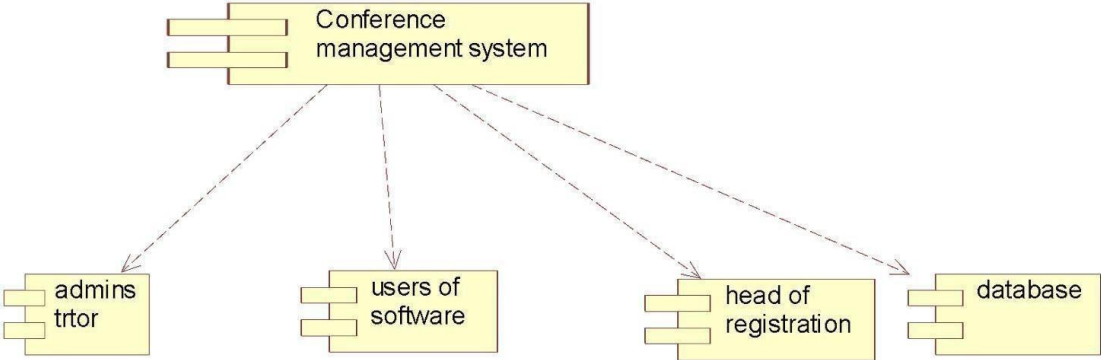 Conference
management system
admins
trtor
users of
software
head of
registration
database